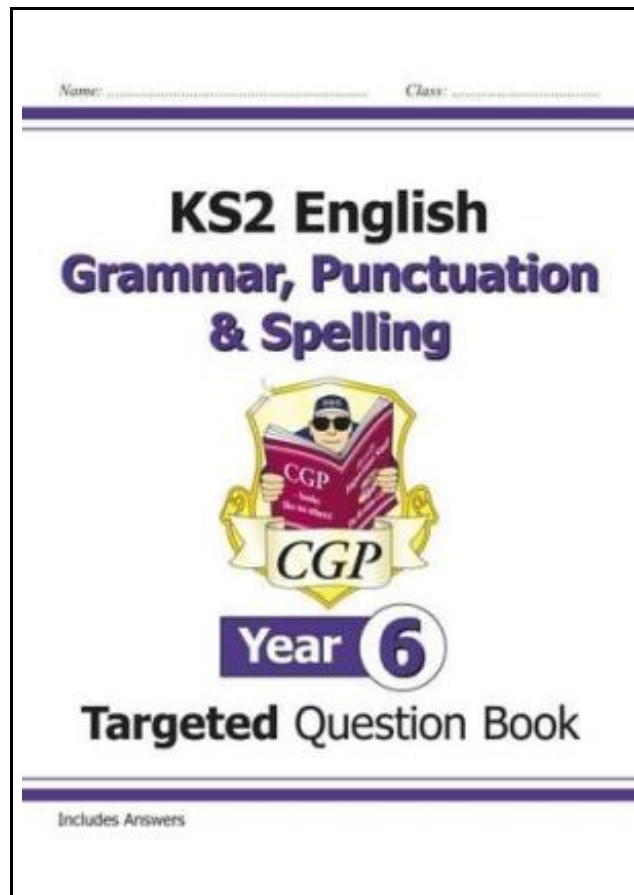 Name: ........................ Class: ........................
KS2 English
Grammar, Punctuation
& Spelling
CGP
CGP
Year 6
Targeted Question Book
Includes Answers